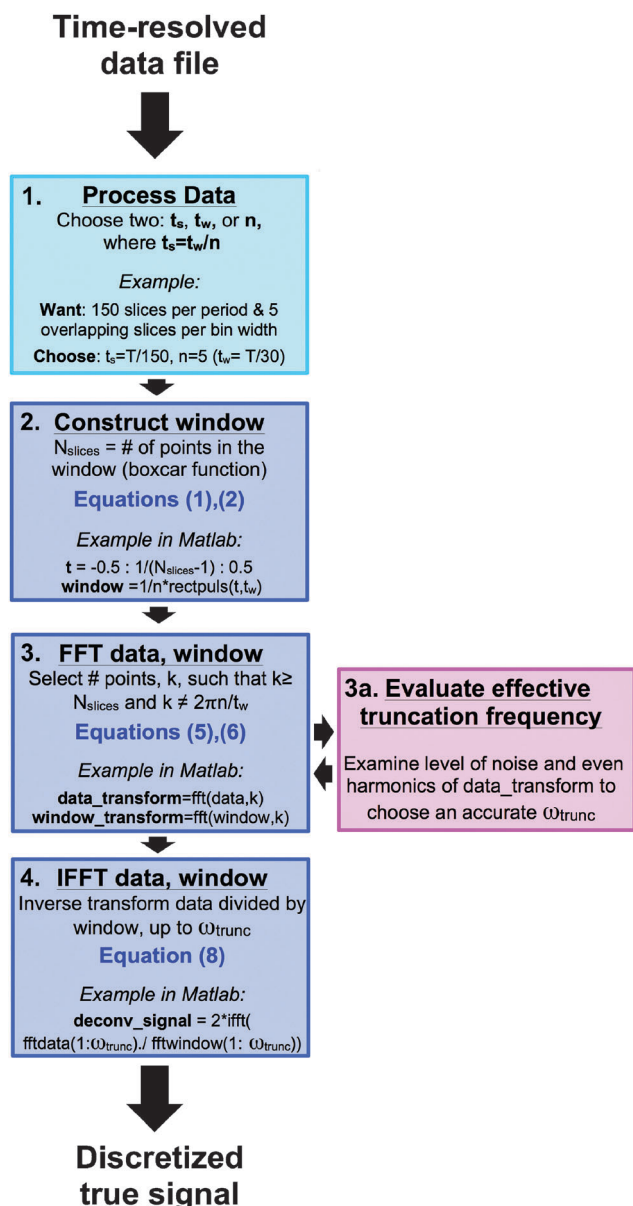 Time-resolved
data file
1. Process Data
Choose two: ts, tw, or n,
where ts=tw/n
Example:
Want: 150 slices per period & 5
overlapping slices per bin width
Choose: ts=T/150, n=5 (tw= T/30)
2. Construct window
Nslices = # of points in the
window (boxcar function)
Equations (1),(2)
Example in Matlab:
t = -0.5 : 1/(Nslices-1) : 0.5
window =1/n*rectpuls(t,tw)
3. FFT data, window
Select # points, k, such that k≥
Nslices and k ≠ 2πn/tw
Equations (5),(6)
Example in Matlab:
data_transform=fft(data,k)
window_transform=fft(window,k)
3a. Evaluate effective
truncation frequency
Examine level of noise and even
harmonics of data_transform to
choose an accurate ωtrunc
4. IFFT data, window
Inverse transform data divided by
window, up to ωtrunc
Equation (8)
Example in Matlab:
deconv_signal = 2*ifft(
fftdata(1:ωtrunc)./ fftwindow(1: ωtrunc))
Discretized
true signal